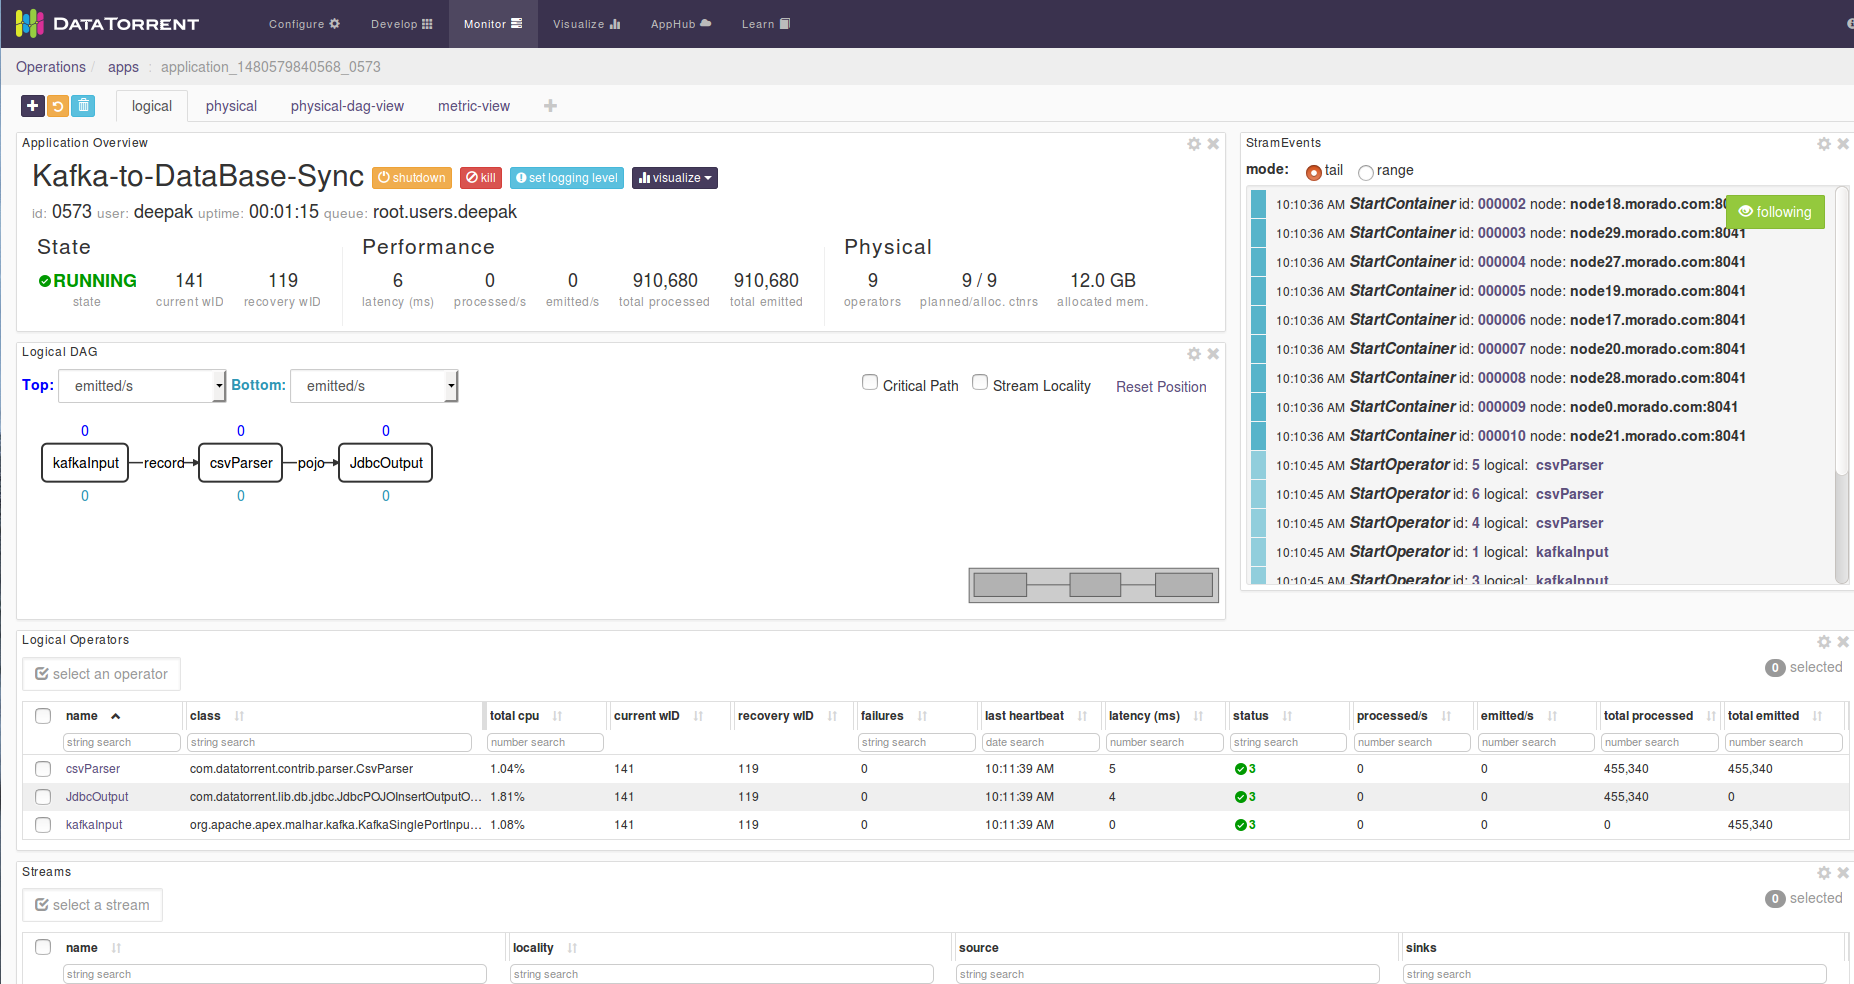 DATATORRENT Configure Develop Monitor Visualize AppHub Learn
Operations / apps : application_1480579840568_0573
logical physical physical-dag-view metric-view
Application Overview
Kafka-to-DataBase-Sync shutdown kill set logging level visualize
id: 0573 user: deepak uptime: 00:01:15 queue: root.users.deepak
State Performance Physical
RUNNING 141 119 6 0 0 910,680 910,680 9 9 / 9 12.0 GB
state current wID recovery wID latency (ms) processed/s emitted/s total processed total emitted operators planned/alloc. ctnrs allocated mem.
StramEvents
mode: tail range
following
10:10:36 AM StartContainer id: 000002 node: node18.morado.com:80
10:10:36 AM StartContainer id: 000003 node: node29.morado.com:8041
10:10:36 AM StartContainer id: 000004 node: node27.morado.com:8041
10:10:36 AM StartContainer id: 000005 node: node19.morado.com:8041
10:10:36 AM StartContainer id: 000006 node: node17.morado.com:8041
10:10:36 AM StartContainer id: 000007 node: node20.morado.com:8041
10:10:36 AM StartContainer id: 000008 node: node28.morado.com:8041
10:10:36 AM StartContainer id: 000009 node: node0.morado.com:8041
10:10:36 AM StartContainer id: 000010 node: node21.morado.com:8041
10:10:45 AM StartOperator id: 5 logical: csvParser
10:10:45 AM StartOperator id: 6 logical: csvParser
10:10:45 AM StartOperator id: 4 logical: csvParser
10:10:45 AM StartOperator id: 1 logical: kafkaInput
10:10:45 AM StartOperator id: 3 logical: kafkaInput
Logical DAG
Top: emitted/s Bottom: emitted/s Critical Path Stream Locality Reset Position
0 0 0
kafkaInput record csvParser pojo JdbcOutput
0 0 0
Logical Operators
select an operator 0 selected
name class total cpu current wID recovery wID failures last heartbeat latency (ms) status processed/s emitted/s total processed total emitted
string search string search number search string search date search number search string search number search number search number search number search
csvParser com.datatorrent.contrib.parser.CsvParser 1.04% 141 119 0 10:11:39 AM 5 3 0 0 455,340 455,340
JdbcOutput com.datatorrent.lib.db.jdbc.JdbcPOJOInsertOutputO... 1.81% 141 119 0 10:11:39 AM 4 3 0 0 455,340 0
kafkaInput org.apache.apex.malhar.kafka.KafkaSinglePortInpu... 1.08% 141 119 0 10:11:39 AM 0 3 0 0 0 455,340
Streams
select a stream 0 selected
name locality source sinks
string search string search string search string search